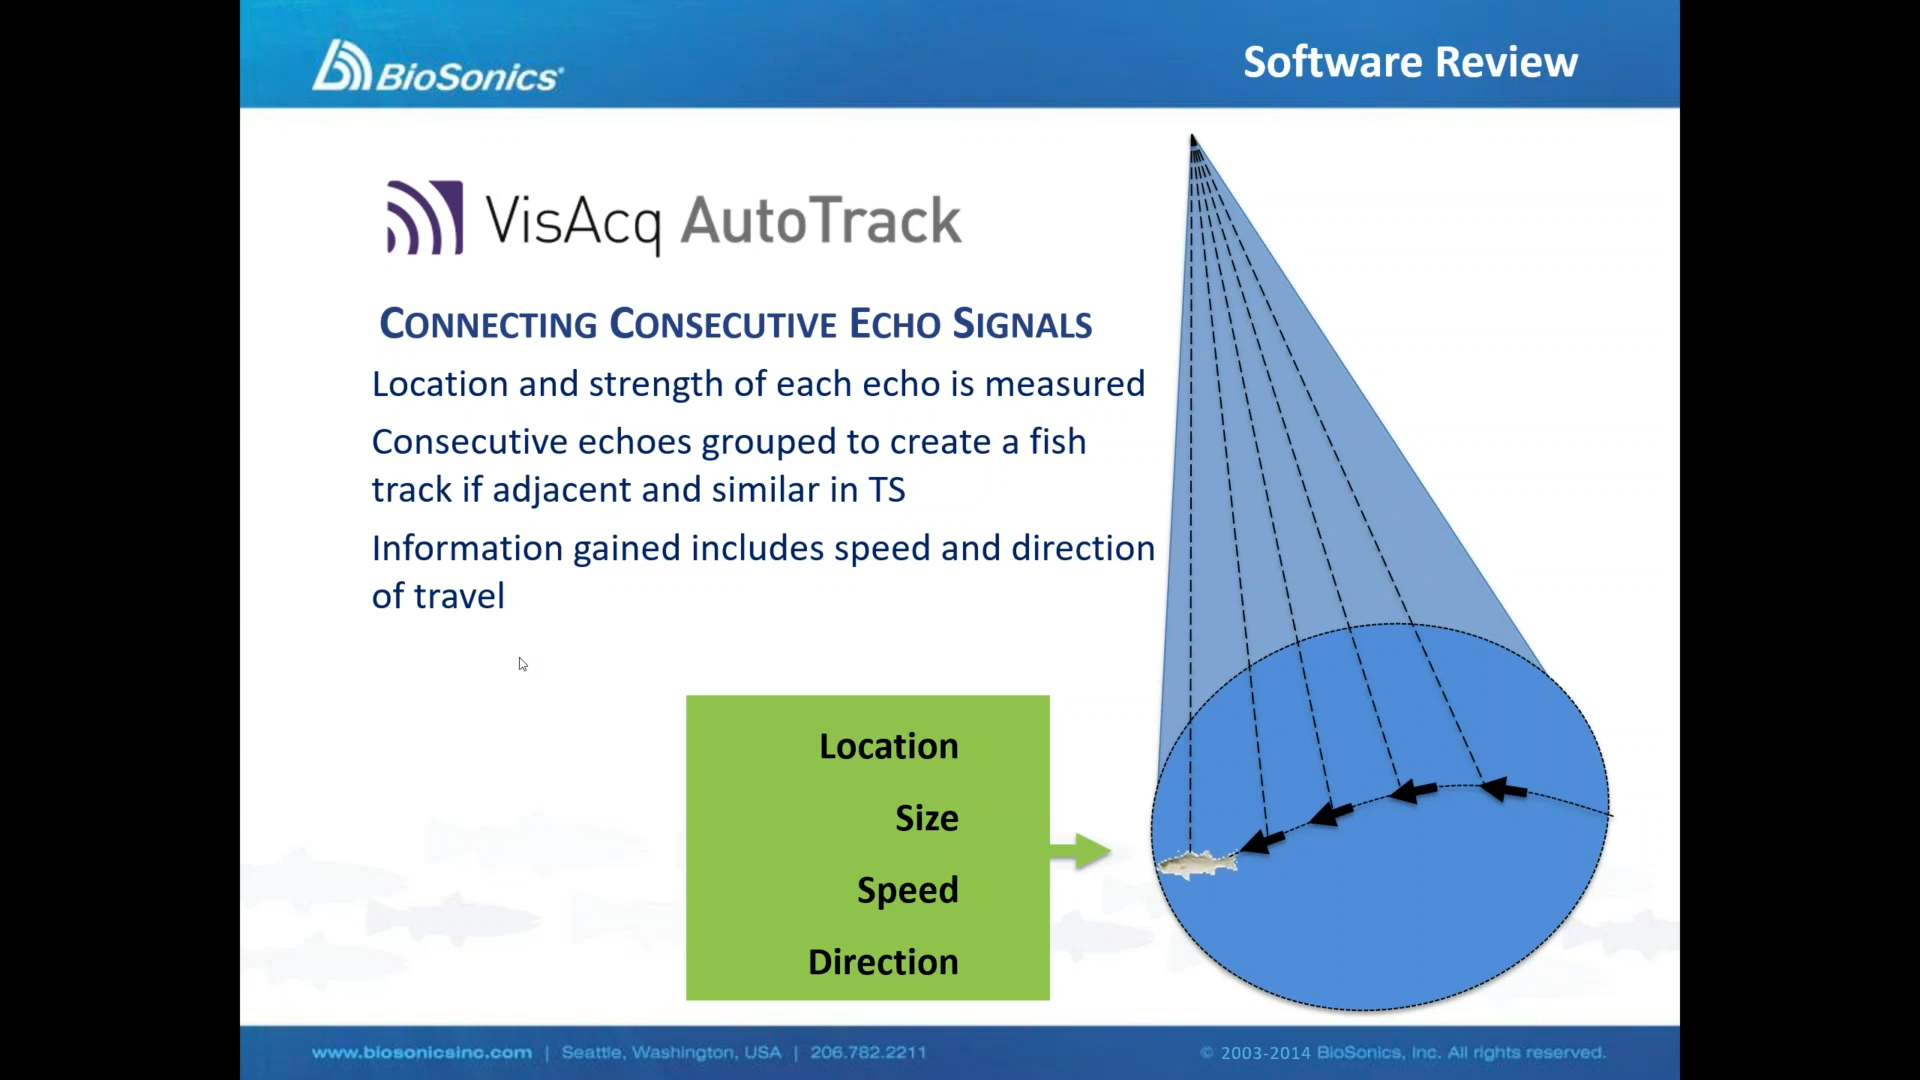 BioSonics
Software Review
VisAcq AutoTrack
CONNECTING CONSECUTIVE ECHO SIGNALS
Location and strength of each echo is measured
Consecutive echoes grouped to create a fish
track if adjacent and similar in TS
Information gained includes speed and direction
of travel
Location
Size
Speed
Direction
www.biosonicsinc.com | Seattle, Washington, USA | 206.782.2211
© 2003-2014 BioSonics, Inc. All rights reserved.